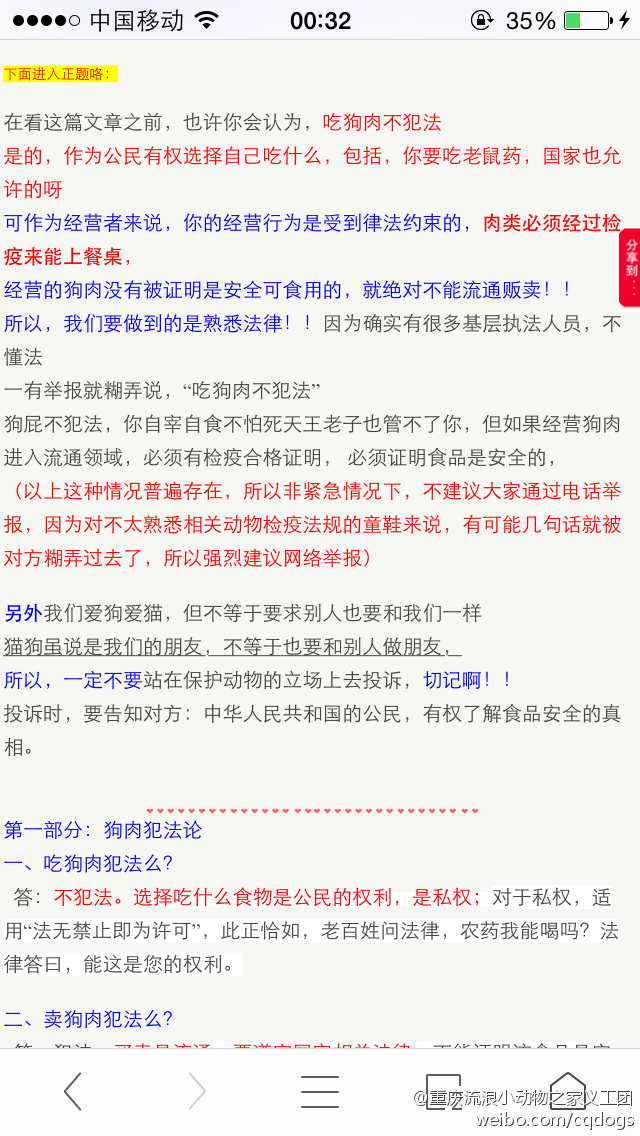 中国移动 00:32 35%
下面进入正题咯：
在看这篇文章之前，也许你会认为，吃狗肉不犯法
是的，作为公民有权选择自己吃什么，包括，你要吃老鼠药，国家也允
许的呀
可作为经营者来说，你的经营行为是受到律法约束的，肉类必须经过检
疫来能上餐桌，
经营的狗肉没有被证明是安全可食用的，就绝对不能流通贩卖！！
所以，我们要做到的是熟悉法律！！因为确实有很多基层执法人员，不
懂法
一有举报就糊弄说，“吃狗肉不犯法”
狗屁不犯法，你自宰自食不怕死天王老子也管不了你，但如果经营狗肉
进入流通领域，必须有检疫合格证明， 必须证明食品是安全的，
（以上这种情况普遍存在，所以非紧急情况下，不建议大家通过电话举
报，因为对不太熟悉相关动物检疫法规的童鞋来说，有可能几句话就被
对方糊弄过去了，所以强烈建议网络举报）
另外我们爱狗爱猫，但不等于要求别人也要和我们一样
猫狗虽说是我们的朋友，不等于也要和别人做朋友，
所以，一定不要站在保护动物的立场上去投诉，切记啊！！
投诉时，要告知对方：中华人民共和国的公民，有权了解食品安全的真
相。
第一部分：狗肉犯法论
一、吃狗肉犯法么？
答：不犯法。选择吃什么食物是公民的权利，是私权；对于私权，适
用“法无禁止即为许可”，此正恰如，老百姓问法律，农药我能喝吗？法
律答曰，能这是您的权利。
二、卖狗肉犯法么？
分享到...
2
@重庆流浪小动物之家义工团
weibo.com/cqdogs